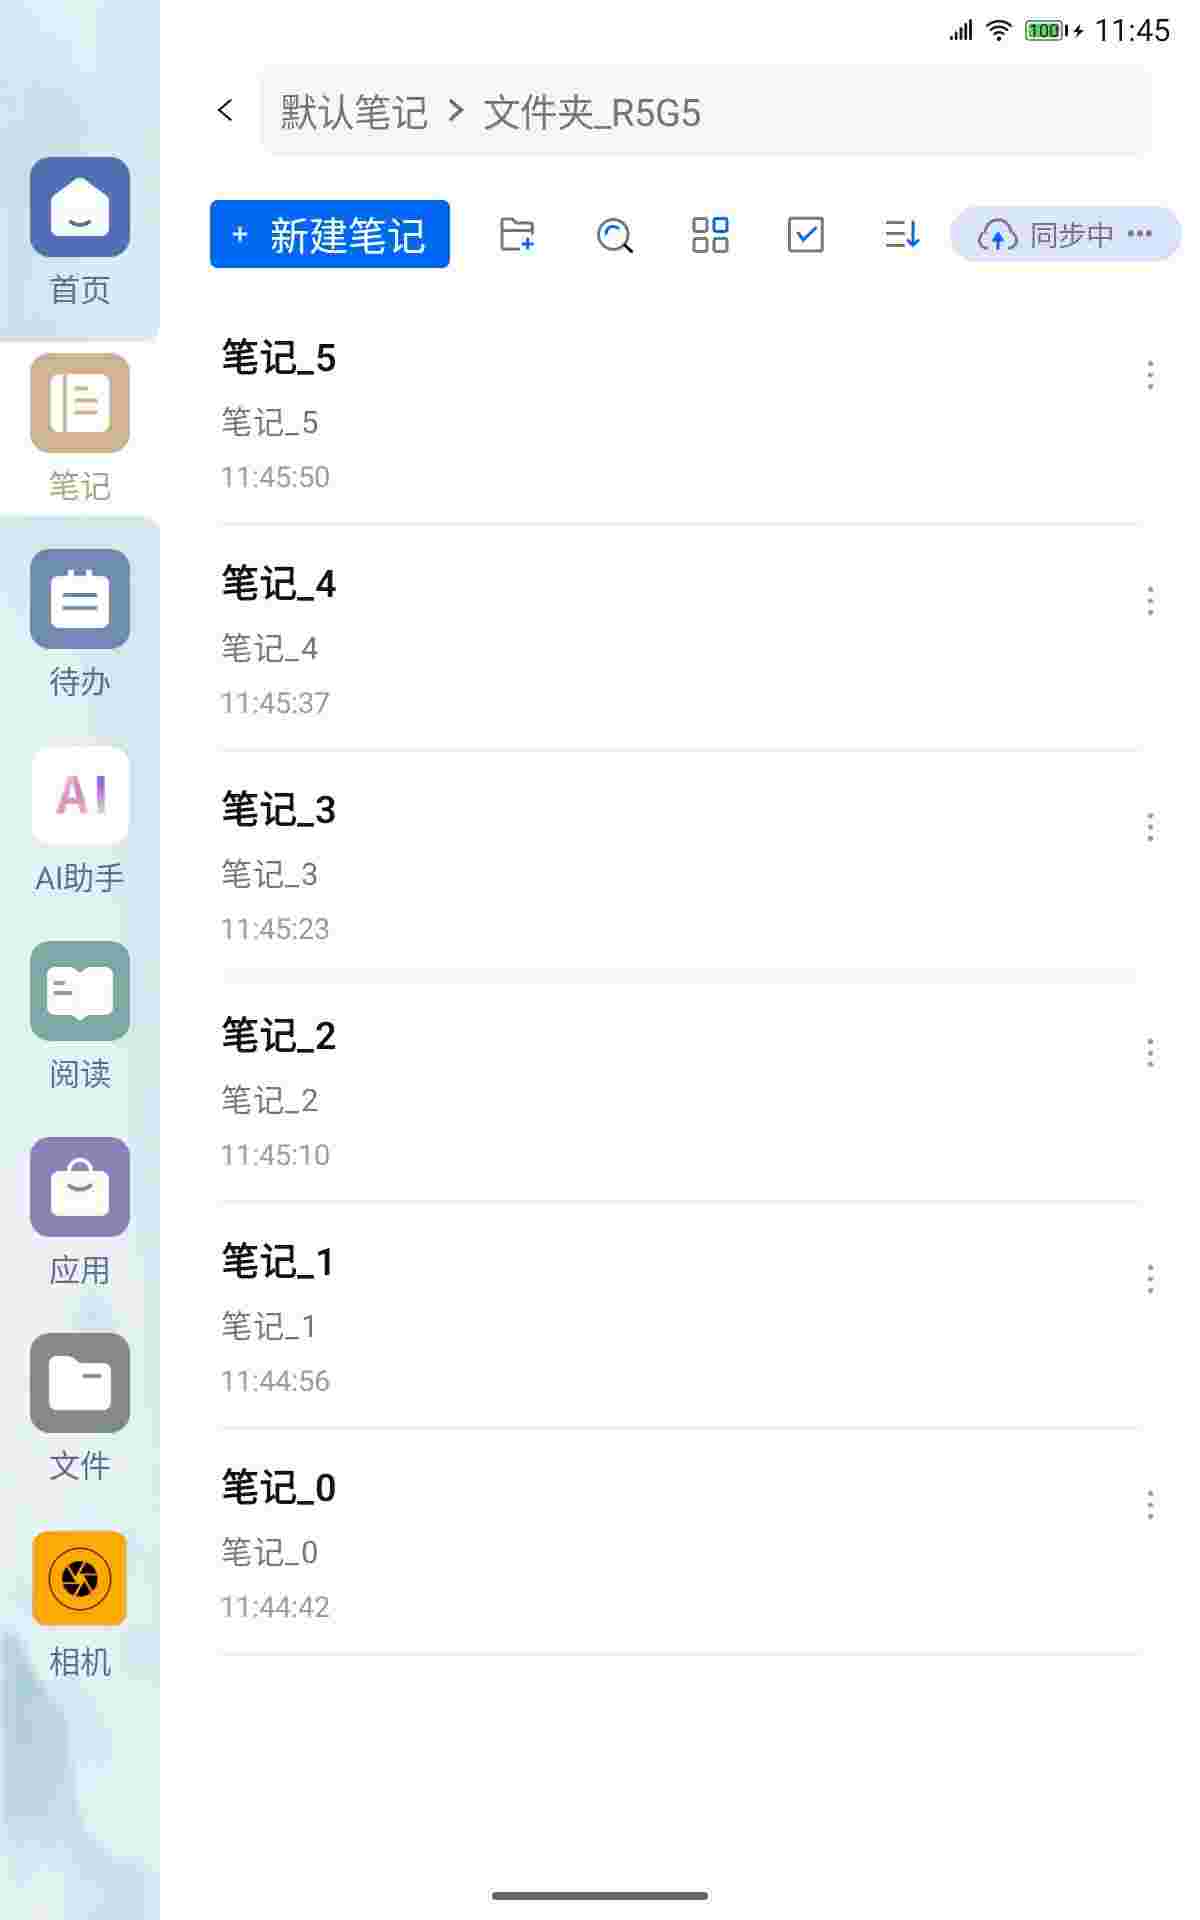 100 11:45
默认笔记 > 文件夹_R5G5
+ 新建笔记
同步中 •••
首页
笔记
待办
AI
AI助手
阅读
应用
文件
相机
笔记_5
笔记_5
11:45:50
笔记_4
笔记_4
11:45:37
笔记_3
笔记_3
11:45:23
笔记_2
笔记_2
11:45:10
笔记_1
笔记_1
11:44:56
笔记_0
笔记_0
11:44:42